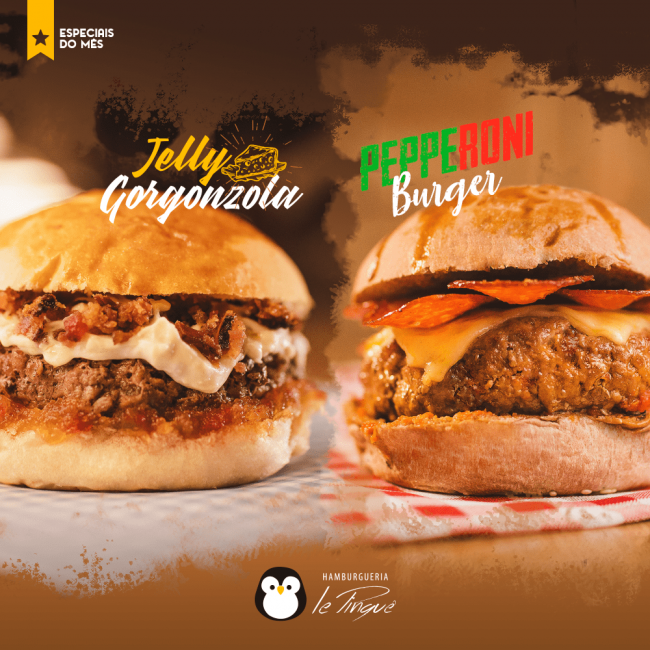 ESPECIAIS
DO MÊS
Jelly
Gorgonzola
PEPPERONI
Burger
HAMBURGUERIA
le Pinguê